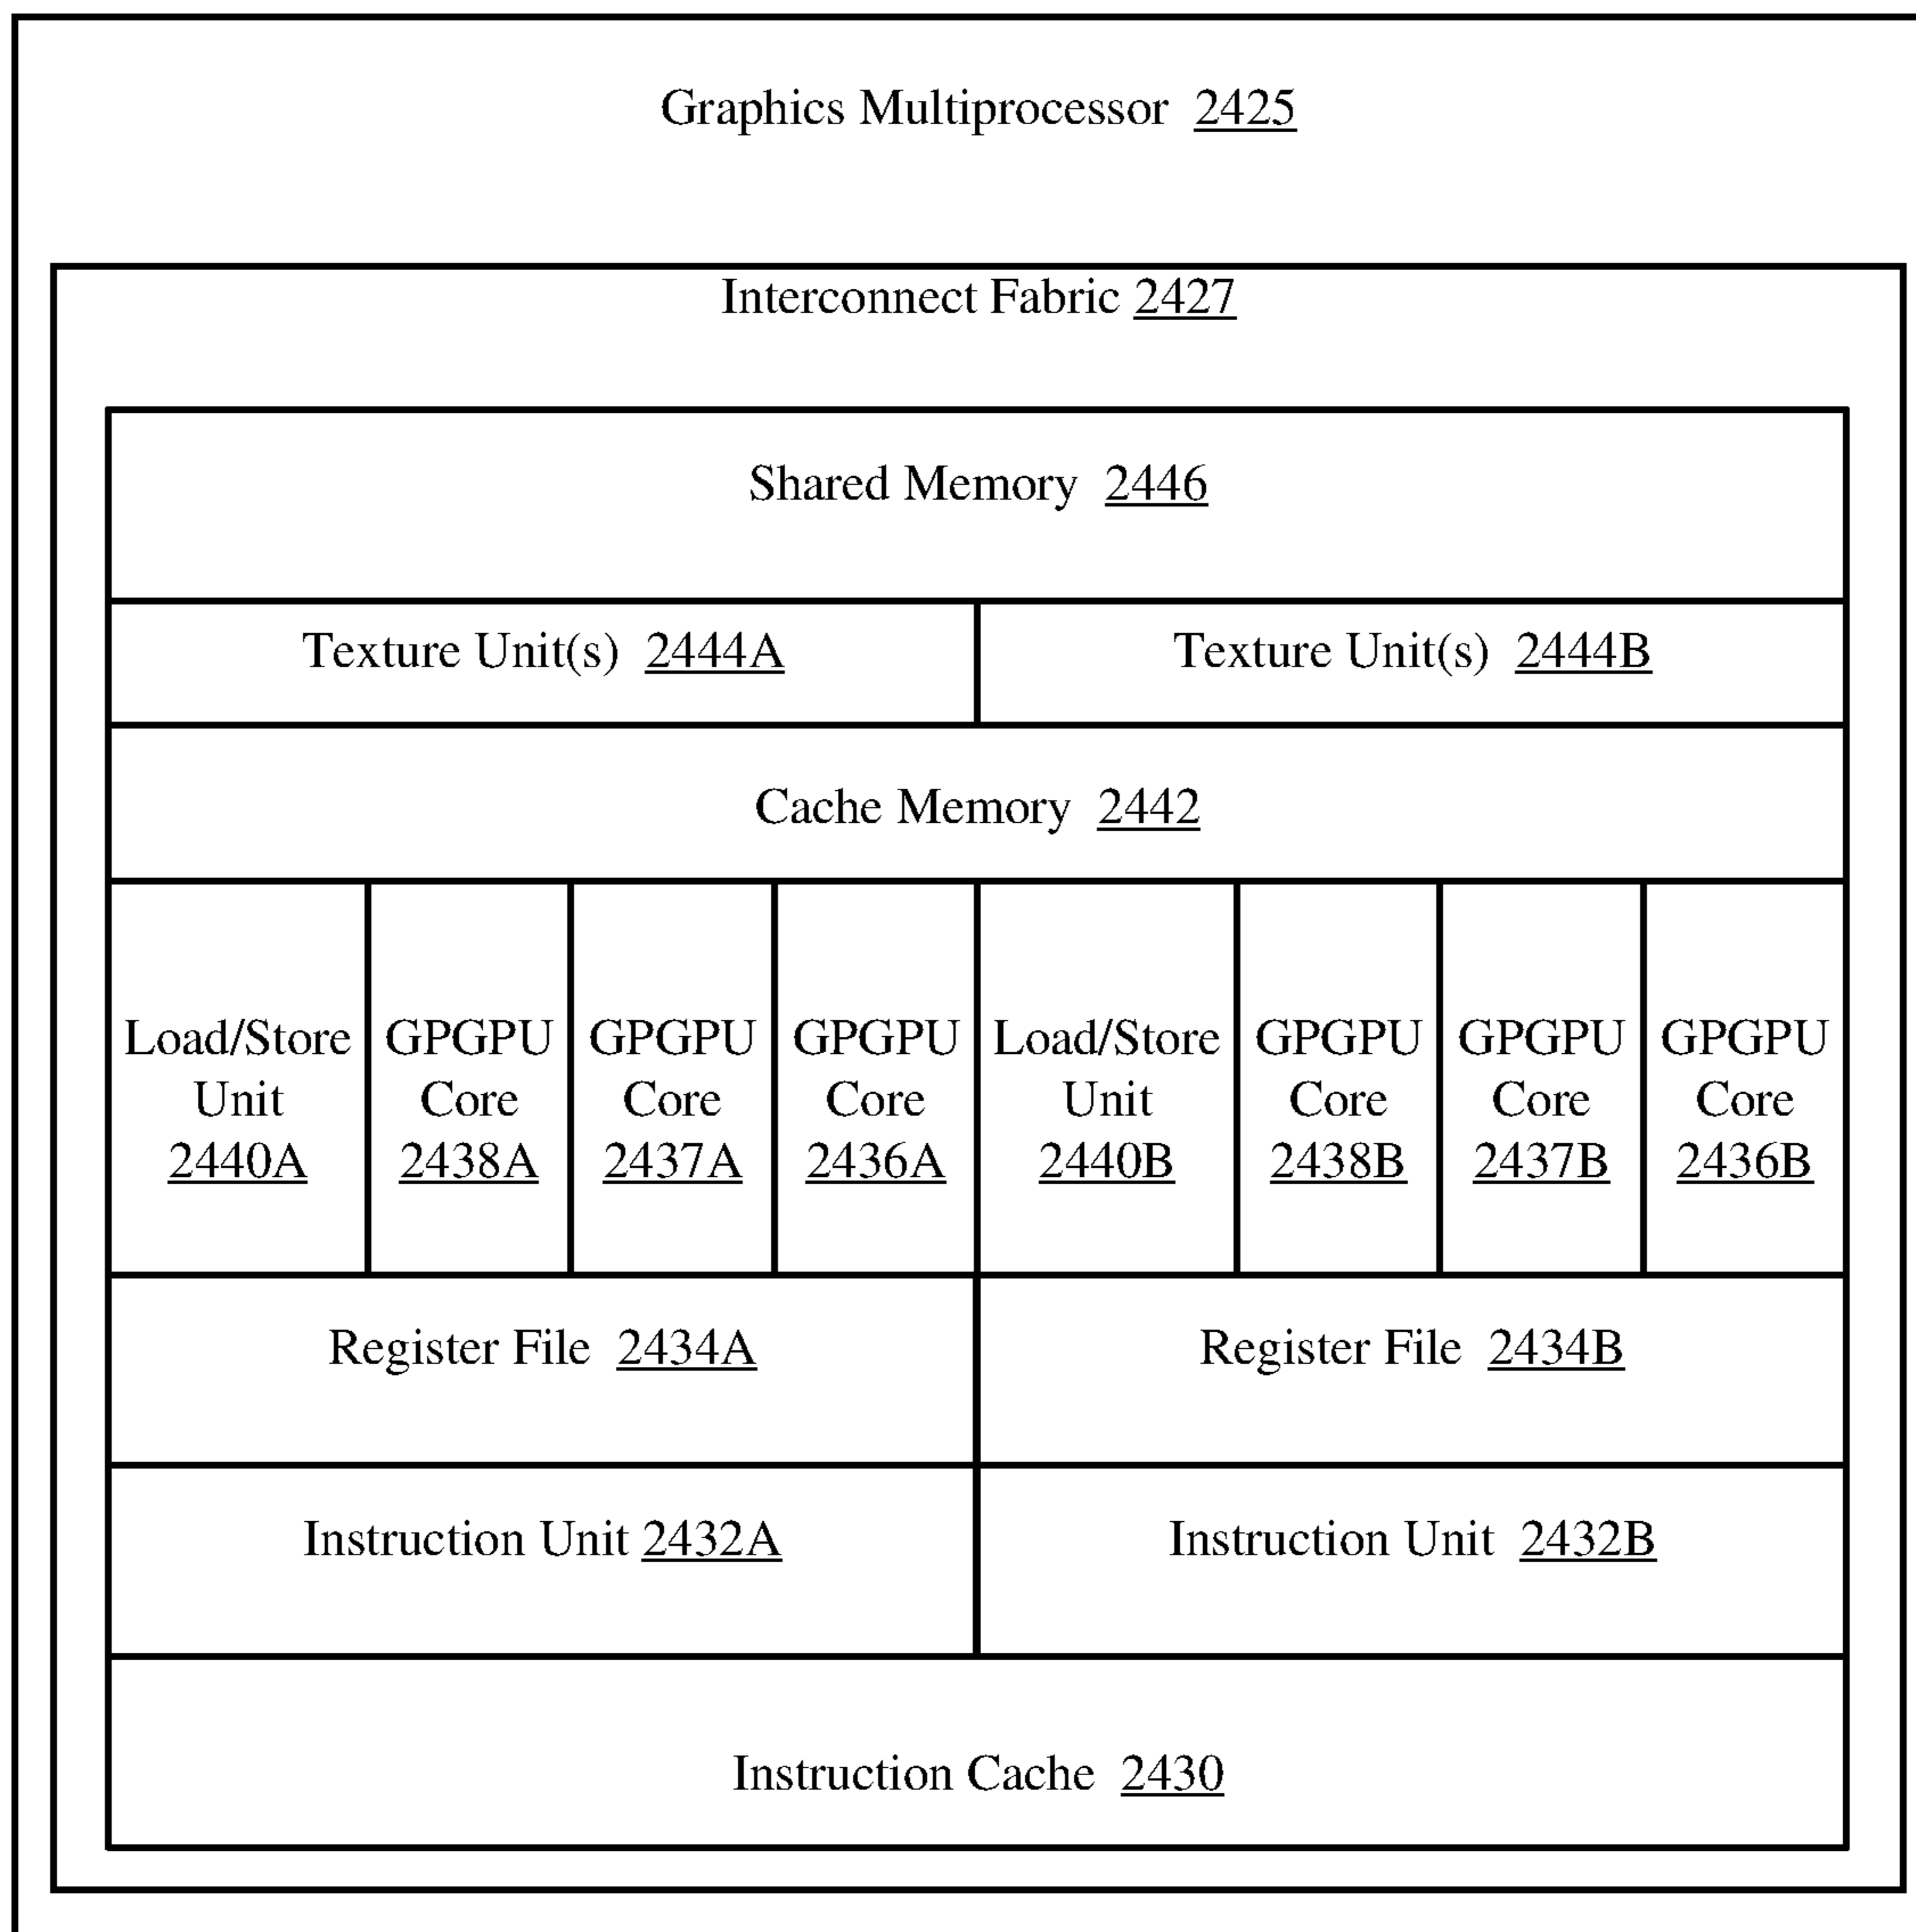 Graphics Multiprocessor 2425
Interconnect Fabric 2427
Shared Memory 2446
Texture Unit(s) 2444A
Texture Unit(s) 2444B
Cache Memory 2442
Load/Store
Unit
2440A
GPGPU
Core
2438A
GPGPU
Core
2437A
GPGPU
Core
2436A
Load/Store
Unit
2440B
GPGPU
Core
2438B
GPGPU
Core
2437B
GPGPU
Core
2436B
Register File 2434A
Register File 2434B
Instruction Unit 2432A
Instruction Unit 2432B
Instruction Cache 2430